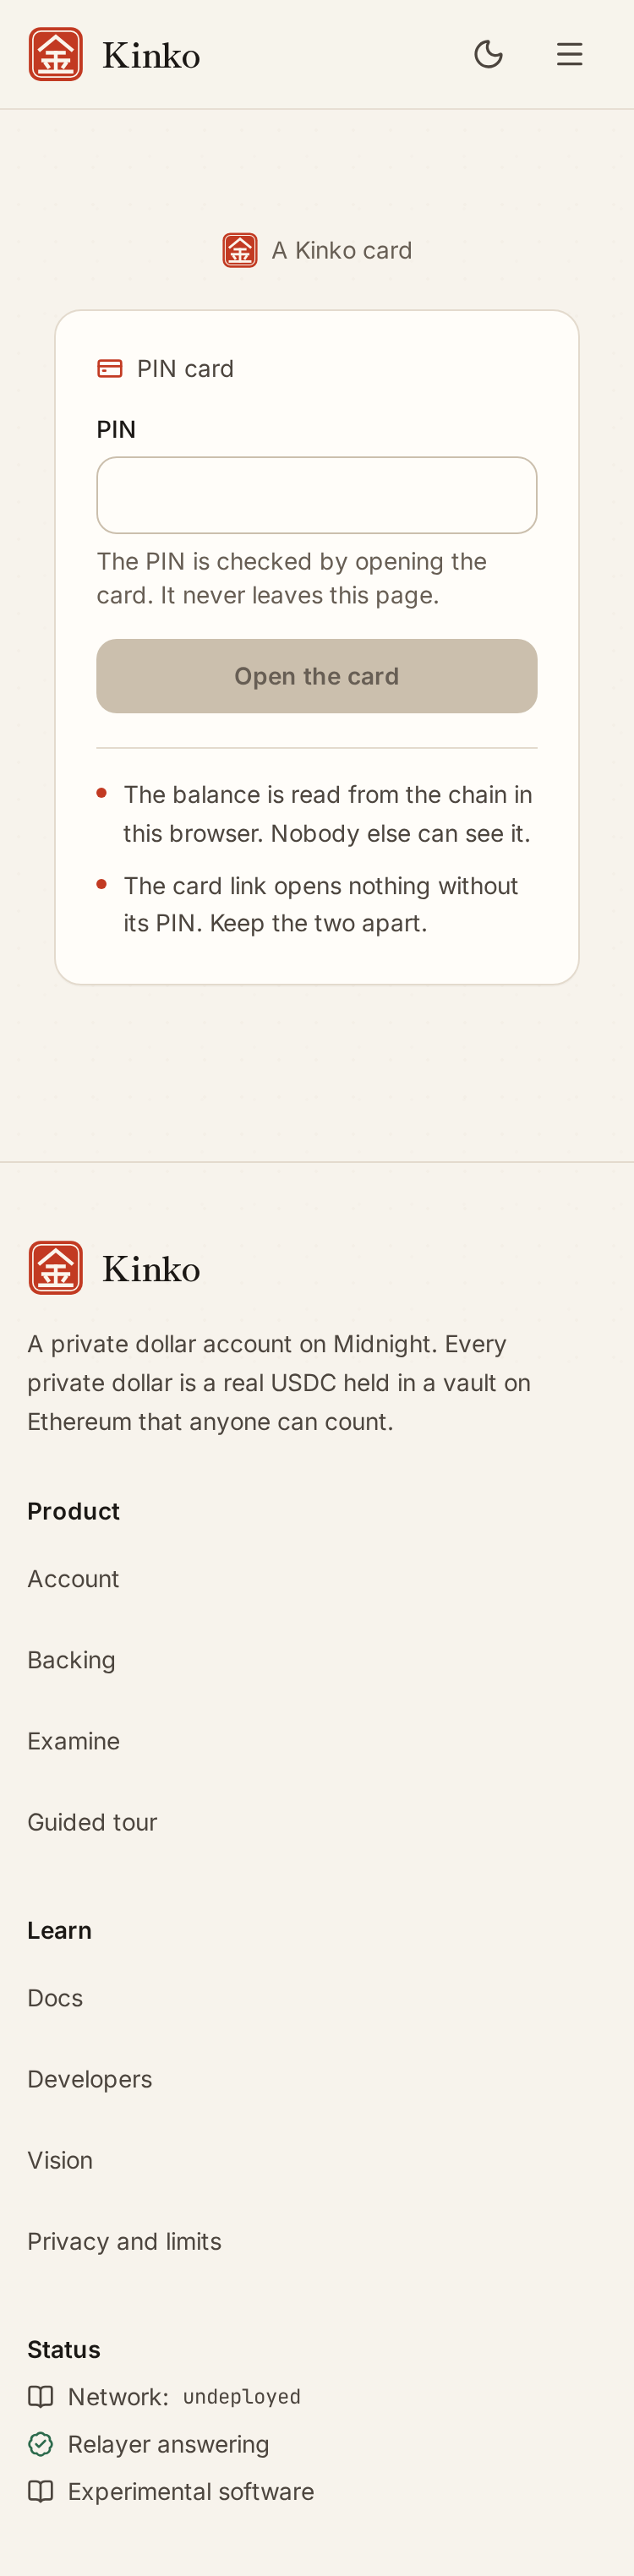 金 Kinko
金 A Kinko card
PIN card
PIN
The PIN is checked by opening the
card. It never leaves this page.
Open the card
The balance is read from the chain in
this browser. Nobody else can see it.
The card link opens nothing without
its PIN. Keep the two apart.
金 Kinko
A private dollar account on Midnight. Every
private dollar is a real USDC held in a vault on
Ethereum that anyone can count.
Product
Account
Backing
Examine
Guided tour
Learn
Docs
Developers
Vision
Privacy and limits
Status
Network: undeployed
Relayer answering
Experimental software